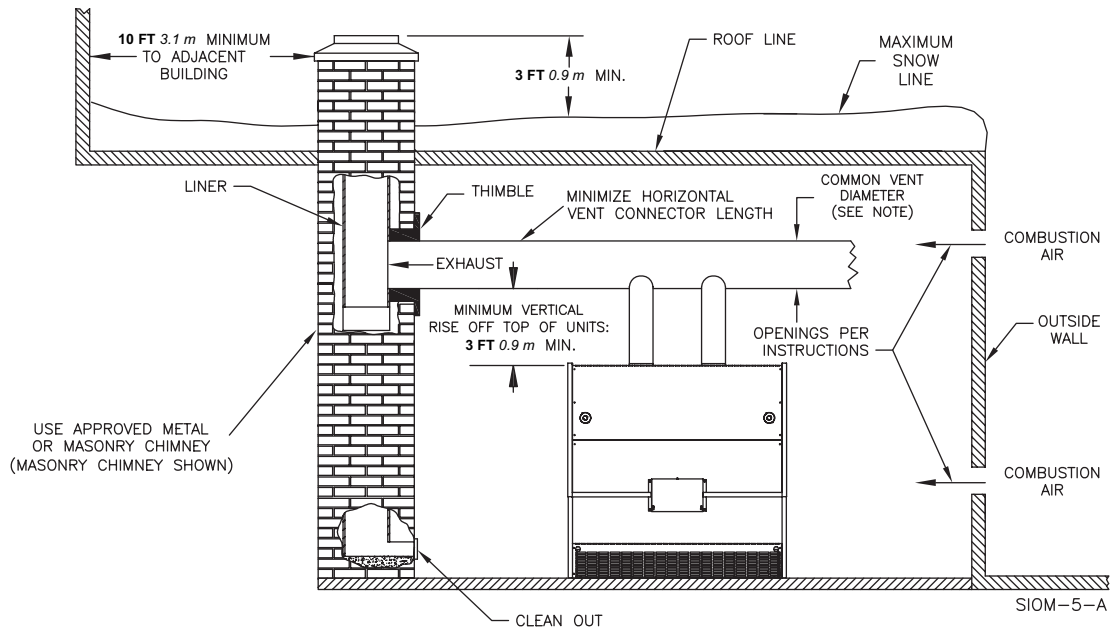 10 FT 3.1 m MINIMUM
TO ADJACENT
BUILDING
3 FT 0.9 m MIN.
ROOF LINE
MAXIMUM
SNOW
LINE
LINER
THIMBLE
MINIMIZE HORIZONTAL
VENT CONNECTOR LENGTH
COMMON VENT
DIAMETER
(SEE NOTE)
COMBUSTION
AIR
EXHAUST
MINIMUM VERTICAL
RISE OFF TOP OF UNITS:
3 FT 0.9 m MIN.
OPENINGS PER
INSTRUCTIONS
OUTSIDE
WALL
USE APPROVED METAL
OR MASONRY CHIMNEY
(MASONRY CHIMNEY SHOWN)
COMBUSTION
AIR
CLEAN OUT
SIOM-5-A